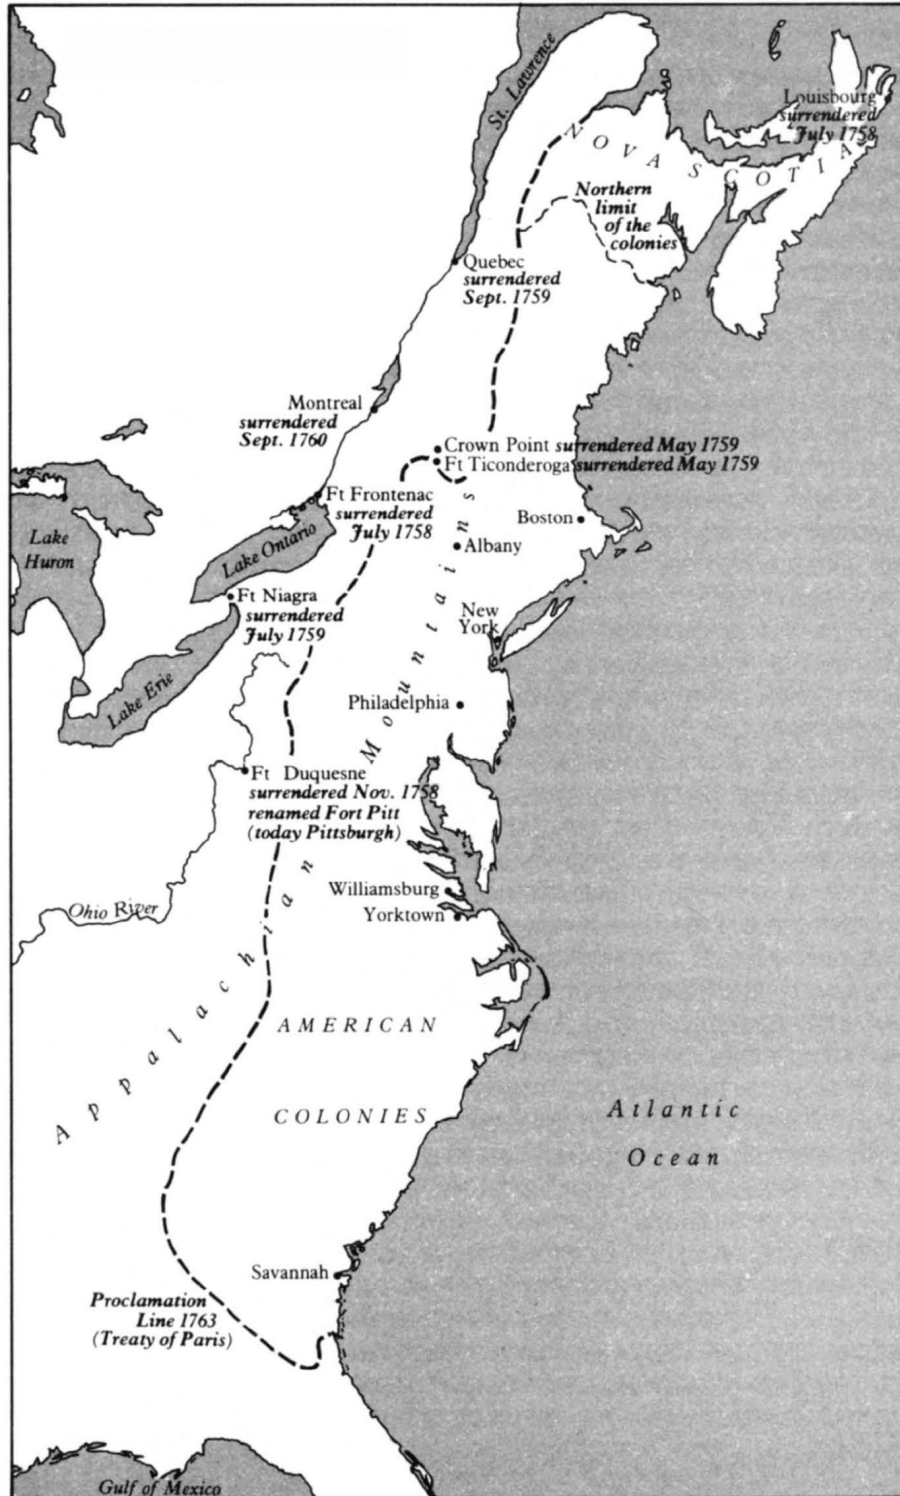 St. Lawrence
Louisbourg
surrendered
July 1758
NOVA SCOTIA
Northern
limit
of the
colonies
Quebec
surrendered
Sept. 1759
Montreal
surrendered
Sept. 1760
Crown Point surrendered May 1759
Ft Ticonderoga surrendered May 1759
Ft Frontenac
surrendered
July 1758
Boston
Lake
Huron
Lake Ontario
Albany
Ft Niagra
surrendered
July 1759
New
York
Lake Erie
Philadelphia
Ft Duquesne
surrendered Nov. 1758
renamed Fort Pitt
(today Pittsburgh)
Appalachian Mountains
Williamsburg
Ohio River
Yorktown
AMERICAN
COLONIES
Atlantic
Ocean
Savannah
Proclamation
Line 1763
(Treaty of Paris)
Gulf of Mexico